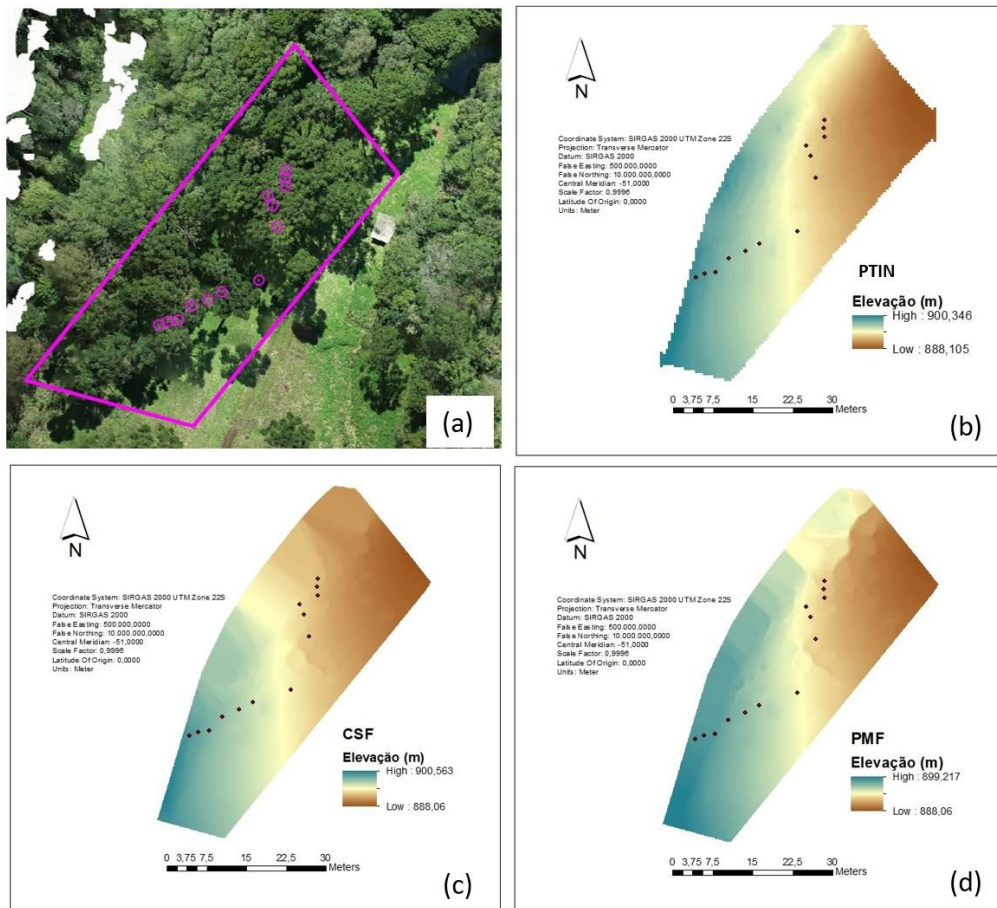 (a)
N
Coordinate System: SIRGAS 2000 UTM Zone 22S
Projection: Transverse Mercator
Datum: SIRGAS 2000
False Easting: 500.000,0000
False Northing: 10.000.000,0000
Central Meridian: -51,0000
Scale Factor: 0,9996
Latitude Of Origin: 0,0000
Units: Meter
PTIN
Elevação (m)
High : 900,346
Low : 888,105
0 3,75 7,5 15 22,5 30
Meters
(b)
N
Coordinate System: SIRGAS 2000 UTM Zone 22S
Projection: Transverse Mercator
Datum: SIRGAS 2000
False Easting: 500.000,0000
False Northing: 10.000.000,0000
Central Meridian: -51,0000
Scale Factor: 0,9996
Latitude Of Origin: 0,0000
Units: Meter
CSF
Elevação (m)
High : 900,563
Low : 888,06
0 3,75 7,5 15 22,5 30
Meters
(c)
N
Coordinate System: SIRGAS 2000 UTM Zone 22S
Projection: Transverse Mercator
Datum: SIRGAS 2000
False Easting: 500.000,0000
False Northing: 10.000.000,0000
Central Meridian: -51,0000
Scale Factor: 0,9996
Latitude Of Origin: 0,0000
Units: Meter
PMF
Elevação (m)
High : 899,217
Low : 888,06
0 3,75 7,5 15 22,5 30
Meters
(d)